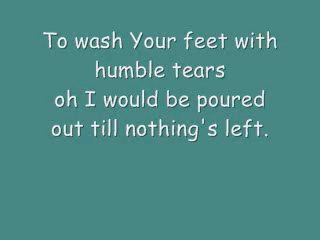 To wash Your feet with
humble tears
oh I would be poured
out till nothing's left.